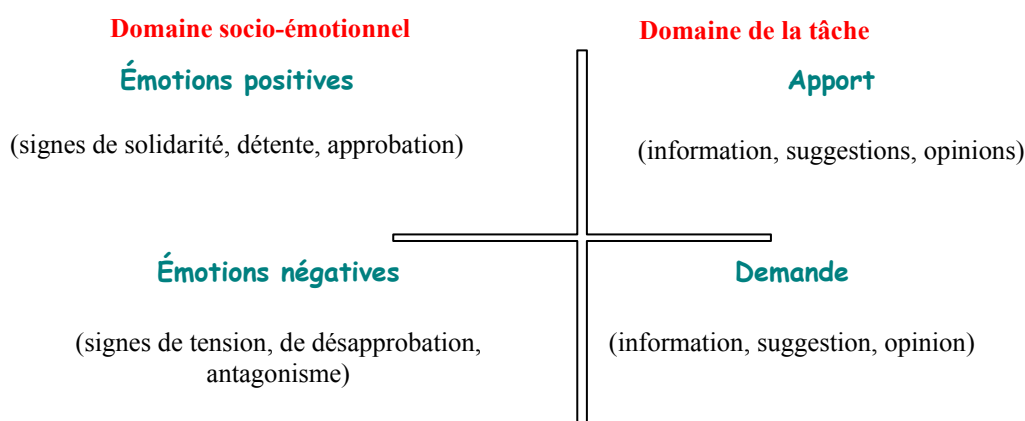 Domaine socio-émotionnel
Domaine de la tâche
Émotions positives
Apport
(signes de solidarité, détente, approbation)
(information, suggestions, opinions)
Émotions négatives
Demande
(signes de tension, de désapprobation,
antagonisme)
(information, suggestion, opinion)